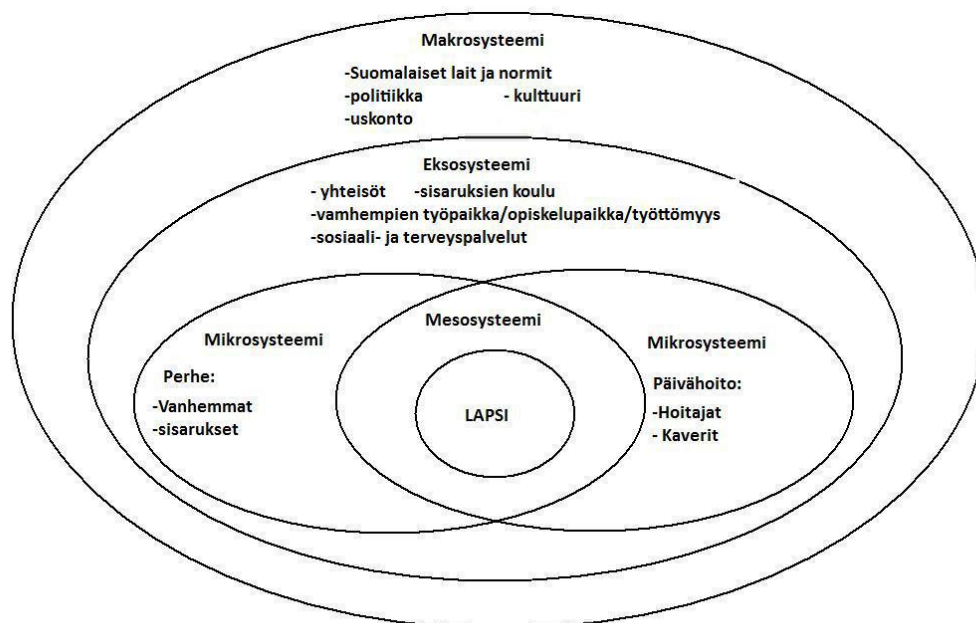 Makrosysteemi
-Suomalaiset lait ja normit
-politiikka - kulttuuri
-uskonto
Eksosysteemi
- yhteisöt -sisaruksien koulu
-vamhempien työpaikka/opiskelupaikka/työttömyys
-sosiaali- ja terveyspalvelut
Mikrosysteemi
Perhe:
-Vanhemmat
-sisarukset
Mesosysteemi
LAPSI
Mikrosysteemi
Päivähoito:
-Hoitajat
- Kaverit